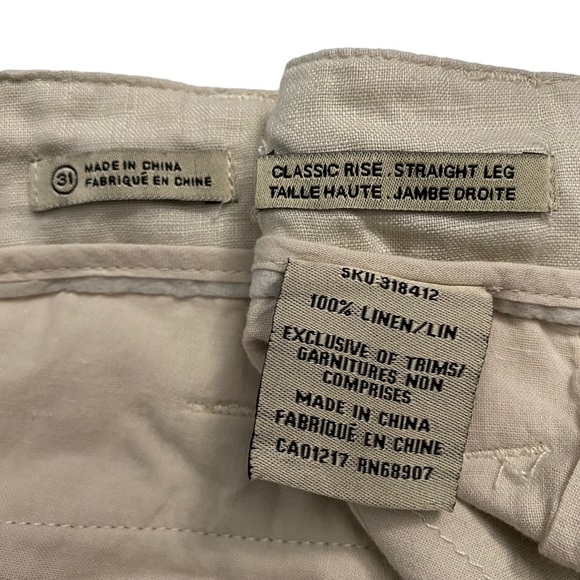 31
MADE IN CHINA
FABRIQUÉ EN CHINE
CLASSIC RISE . STRAIGHT LEG
TAILLE HAUTE . JAMBE DROITE
SKU-318412
100% LINEN/LIN
EXCLUSIVE OF TRIMS/
GARNITURES NON
COMPRISES
MADE IN CHINA
FABRIQUÉ EN CHINE
CA01217 RN68907